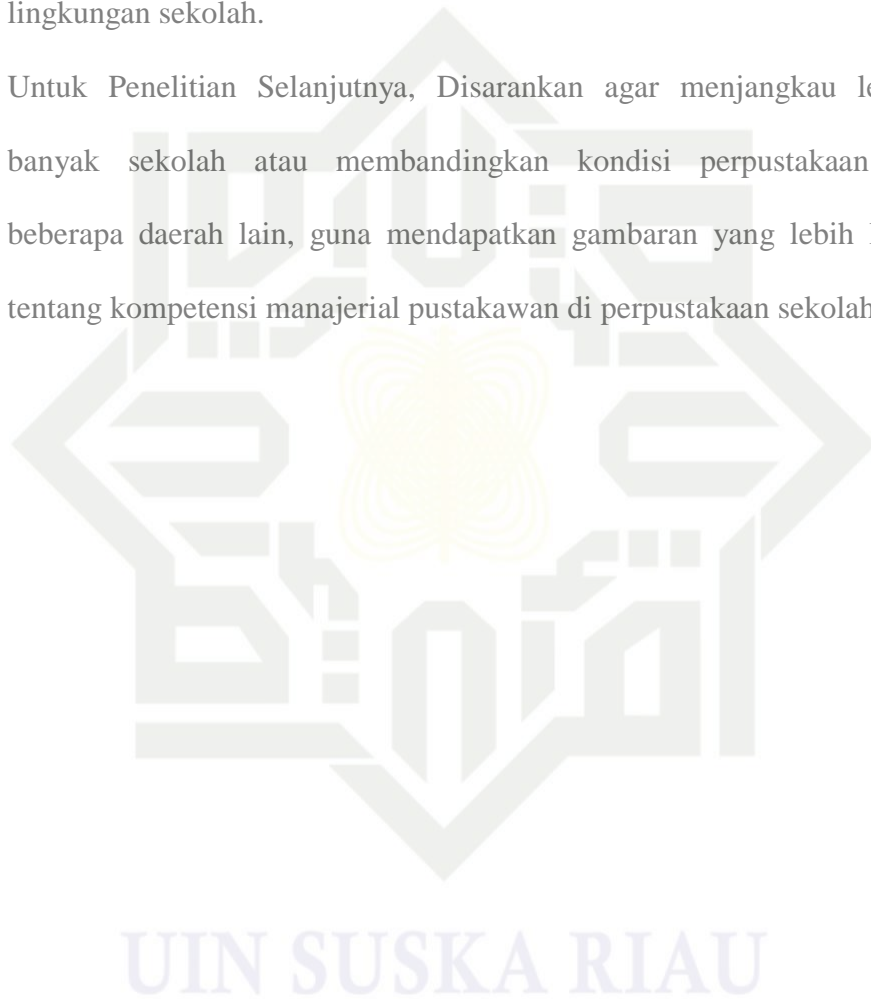 lingkungan sekolah.
Untuk Penelitian Selanjutnya, Disarankan agar menjangkau
banyak sekolah atau membandingkan kondisi perpustakaan
beberapa daerah lain, guna mendapatkan gambaran yang lebih
tentang kompetensi manajerial pustakawan di perpustakaan sekolah
UIN SUSKA RIAU